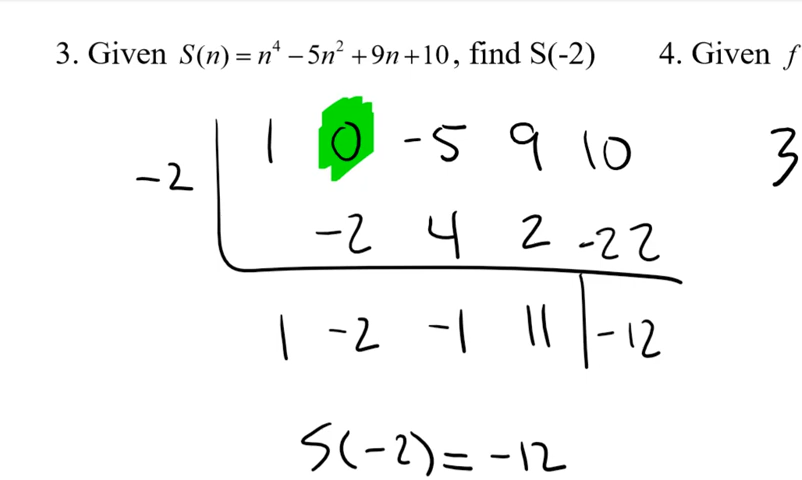 3. Given S(n) = n⁴ − 5n² + 9n + 10, find S(-2) 4. Given f
-2 | 1 0 -5 9 10 3
-2 4 2 -22
1 -2 -1 11 | -12
S(-2) = -12